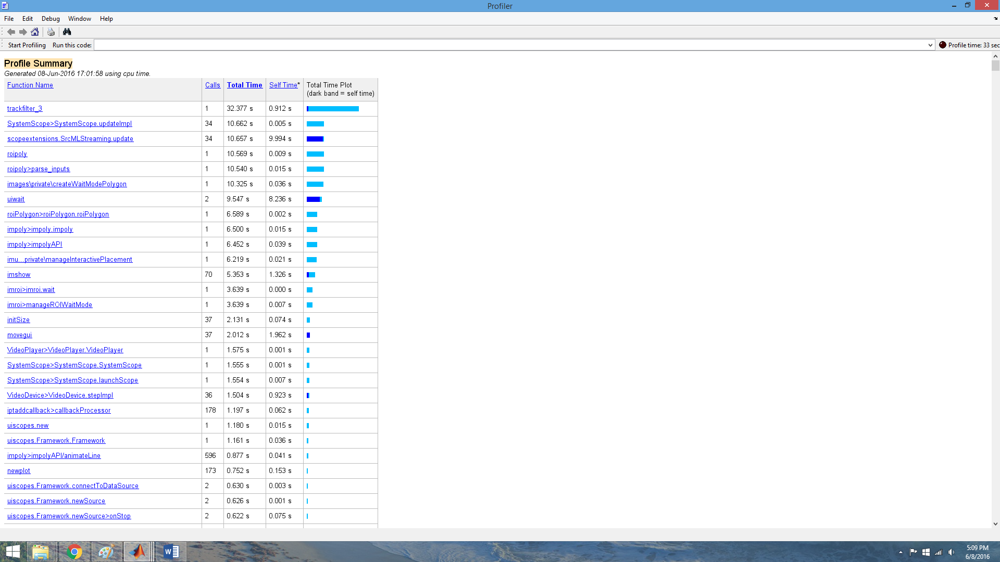 Profiler
File Edit Debug Window Help
Start Profiling Run this code: Profile time: 33 sec
Profile Summary
Generated 08-Jun-2016 17:01:58 using cpu time.
Function Name Calls Total Time Self Time* Total Time Plot
(dark band = self time)
trackfilter_3 1 32.377 s 0.912 s
SystemScope>SystemScope.updateImpl 34 10.662 s 0.005 s
scopeextensions.SrcMLStreaming.update 34 10.657 s 9.994 s
roipoly 1 10.569 s 0.009 s
roipoly>parse_inputs 1 10.540 s 0.015 s
images\private\createWaitModePolygon 1 10.325 s 0.036 s
uiwait 2 9.547 s 8.236 s
roiPolygon>roiPolygon.roiPolygon 1 6.589 s 0.002 s
impoly>impoly.impoly 1 6.500 s 0.015 s
impoly>impolyAPI 1 6.452 s 0.039 s
imu...private\manageInteractivePlacement 1 6.219 s 0.021 s
imshow 70 5.353 s 1.326 s
imroi>imroi.wait 1 3.639 s 0.000 s
imroi>manageROIWaitMode 1 3.639 s 0.007 s
initSize 37 2.131 s 0.074 s
movegui 37 2.012 s 1.962 s
VideoPlayer>VideoPlayer.VideoPlayer 1 1.575 s 0.001 s
SystemScope>SystemScope.SystemScope 1 1.555 s 0.001 s
SystemScope>SystemScope.launchScope 1 1.554 s 0.007 s
VideoDevice>VideoDevice.stepImpl 36 1.504 s 0.923 s
iptaddcallback>callbackProcessor 178 1.197 s 0.062 s
uiscopes.new 1 1.180 s 0.015 s
uiscopes.Framework.Framework 1 1.161 s 0.036 s
impoly>impolyAPI/animateLine 596 0.877 s 0.041 s
newplot 173 0.752 s 0.153 s
uiscopes.Framework.connectToDataSource 2 0.630 s 0.003 s
uiscopes.Framework.newSource 2 0.626 s 0.001 s
uiscopes.Framework.newSource>onStop 2 0.622 s 0.075 s
5:09 PM
6/8/2016